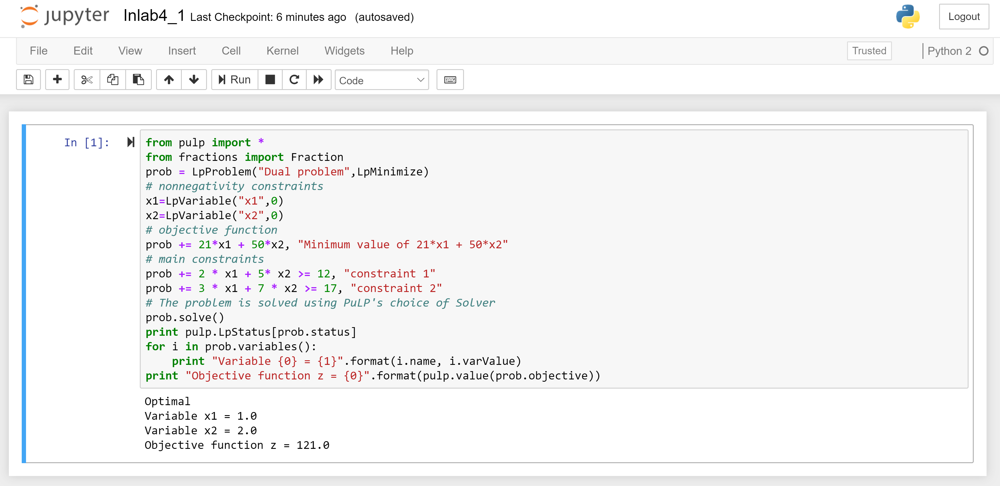 jupyter Inlab4_1 Last Checkpoint: 6 minutes ago (autosaved) Logout
File Edit View Insert Cell Kernel Widgets Help Trusted Python 2
Run Code
In [1]: from pulp import *
from fractions import Fraction
prob = LpProblem("Dual problem",LpMinimize)
# nonnegativity constraints
x1=LpVariable("x1",0)
x2=LpVariable("x2",0)
# objective function
prob += 21*x1 + 50*x2, "Minimum value of 21*x1 + 50*x2"
# main constraints
prob += 2 * x1 + 5* x2 >= 12, "constraint 1"
prob += 3 * x1 + 7 * x2 >= 17, "constraint 2"
# The problem is solved using PuLP's choice of Solver
prob.solve()
print pulp.LpStatus[prob.status]
for i in prob.variables():
    print "Variable {0} = {1}".format(i.name, i.varValue)
print "Objective function z = {0}".format(pulp.value(prob.objective))
Optimal
Variable x1 = 1.0
Variable x2 = 2.0
Objective function z = 121.0